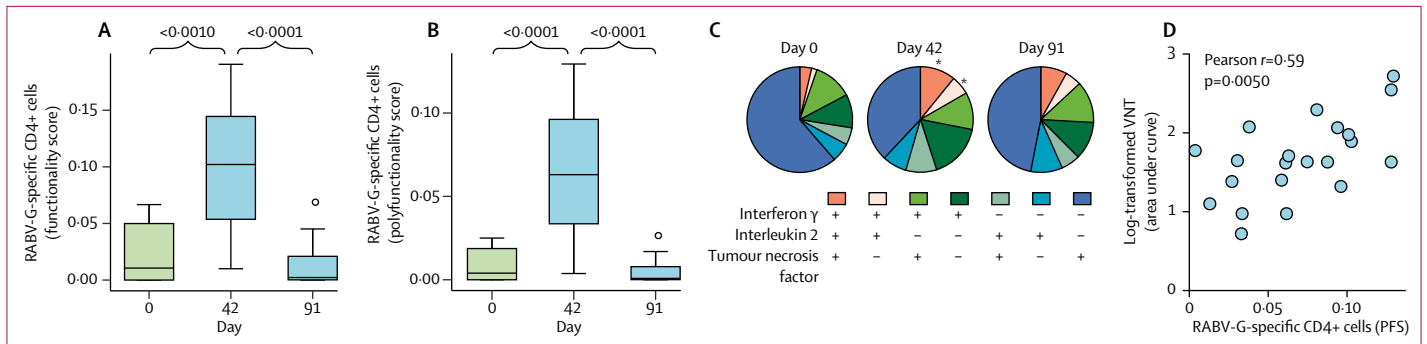 A
<0·0010
<0·0001
RABV-G-specific CD4+ cells
(functionality score)
0·15
0·10
0·05
0·00
0
42
91
Day
B
<0·0001
<0·0001
RABV-G-specific CD4+ cells
(polyfunctionality score)
0·10
0·05
0·00
0
42
91
Day
C
Day 0
Day 42
Day 91
*
*
Interferon γ + + + + – – –
Interleukin 2 + + – – + + –
Tumour necrosis + – + – + – +
factor
D
Pearson r=0·59
p=0·0050
Log-transformed VNT
(area under curve)
3
2
1
0
0
0·05
0·10
RABV-G-specific CD4+ cells (PFS)